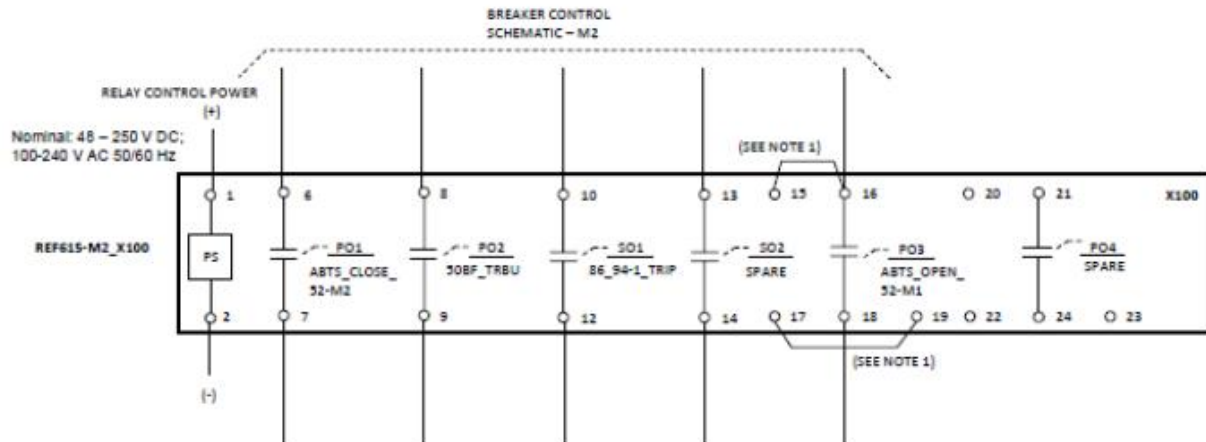 BREAKER CONTROL
SCHEMATIC – M2
RELAY CONTROL POWER
(+)
Nominal: 48 – 250 V DC;
100-240 V AC 50/60 Hz
(SEE NOTE 1)
1 6 8 10 13 15 16 20 21 X100
REF615-M2_X100
PS
PO1
ABTS_CLOSE_
52-M2
PO2
50BF_TRBU
SO1
86_94-1_TRIP
SO2
SPARE
PO3
ABTS_OPEN_
52-M1
PO4
SPARE
2 7 9 12 14 17 18 19 22 24 23
(SEE NOTE 1)
(-)